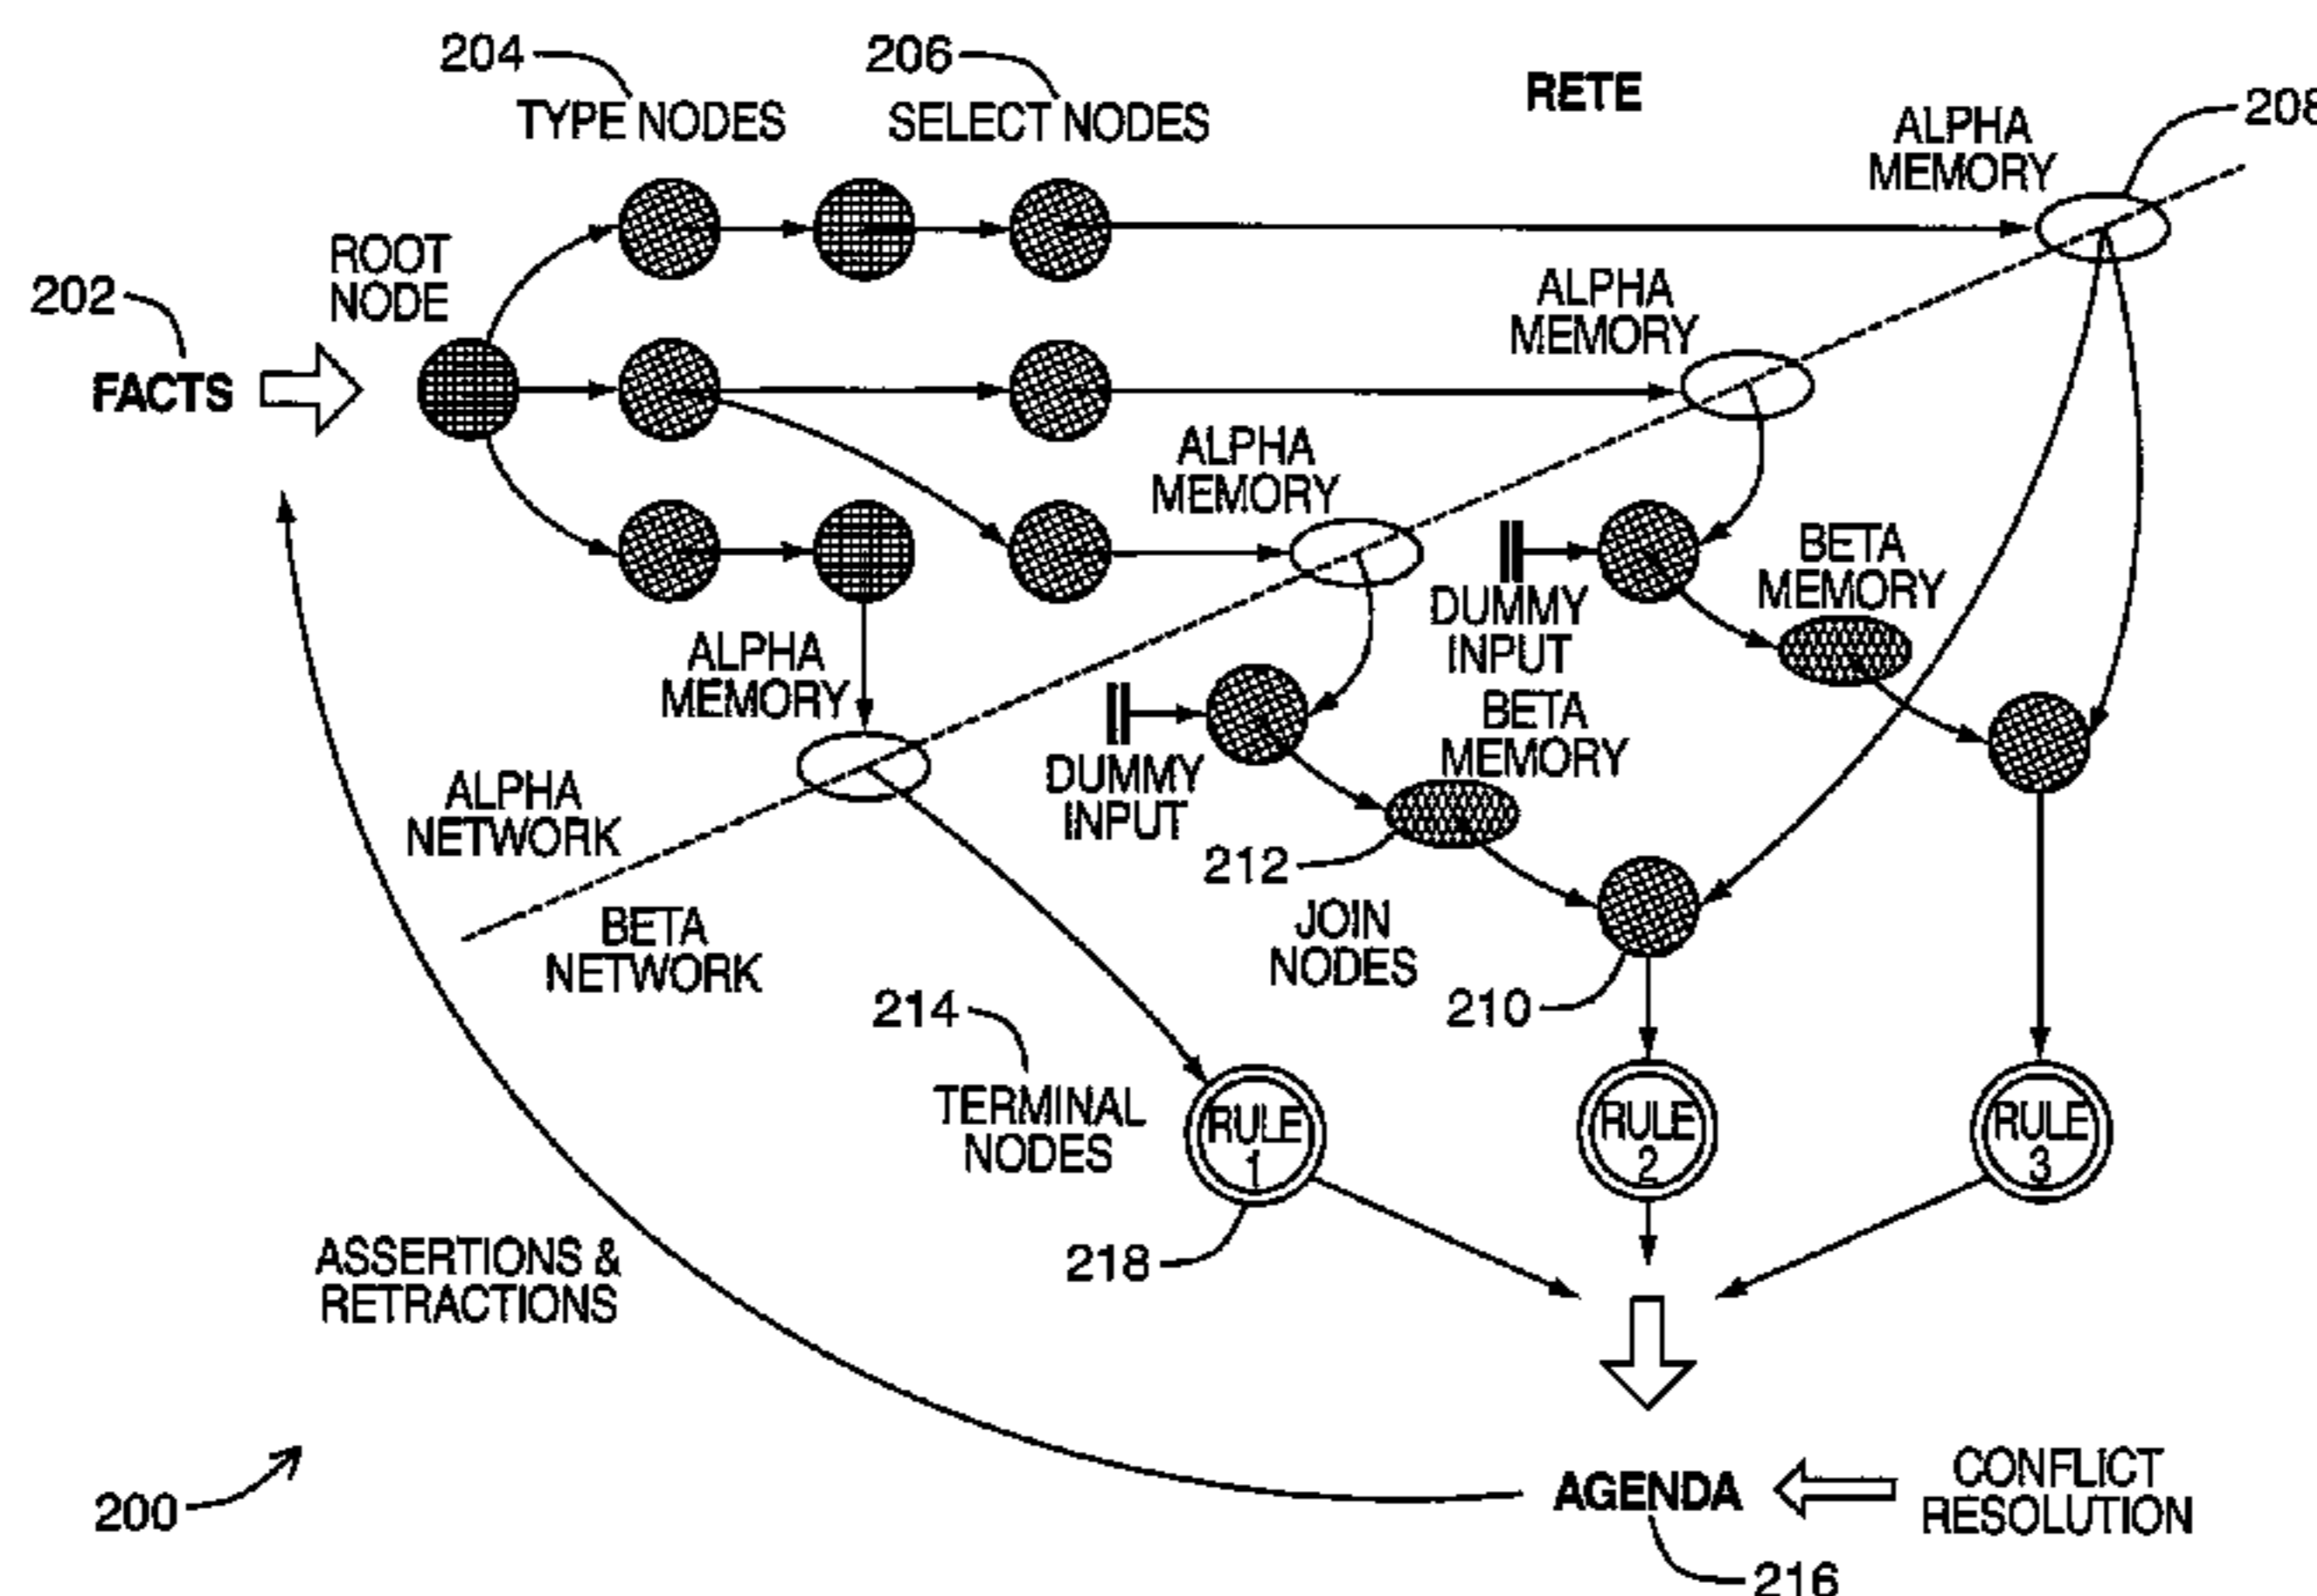 204
206
TYPE NODES
SELECT NODES
RETE
ALPHA
MEMORY
208
ROOT
NODE
202
FACTS
ALPHA
MEMORY
ALPHA
MEMORY
DUMMY
INPUT
BETA
MEMORY
ALPHA
MEMORY
DUMMY
INPUT
BETA
MEMORY
ALPHA
NETWORK
212
BETA
NETWORK
JOIN
NODES
214
210
TERMINAL
NODES
RULE
1
RULE
2
RULE
3
218
ASSERTIONS &
RETRACTIONS
200
AGENDA
CONFLICT
RESOLUTION
216